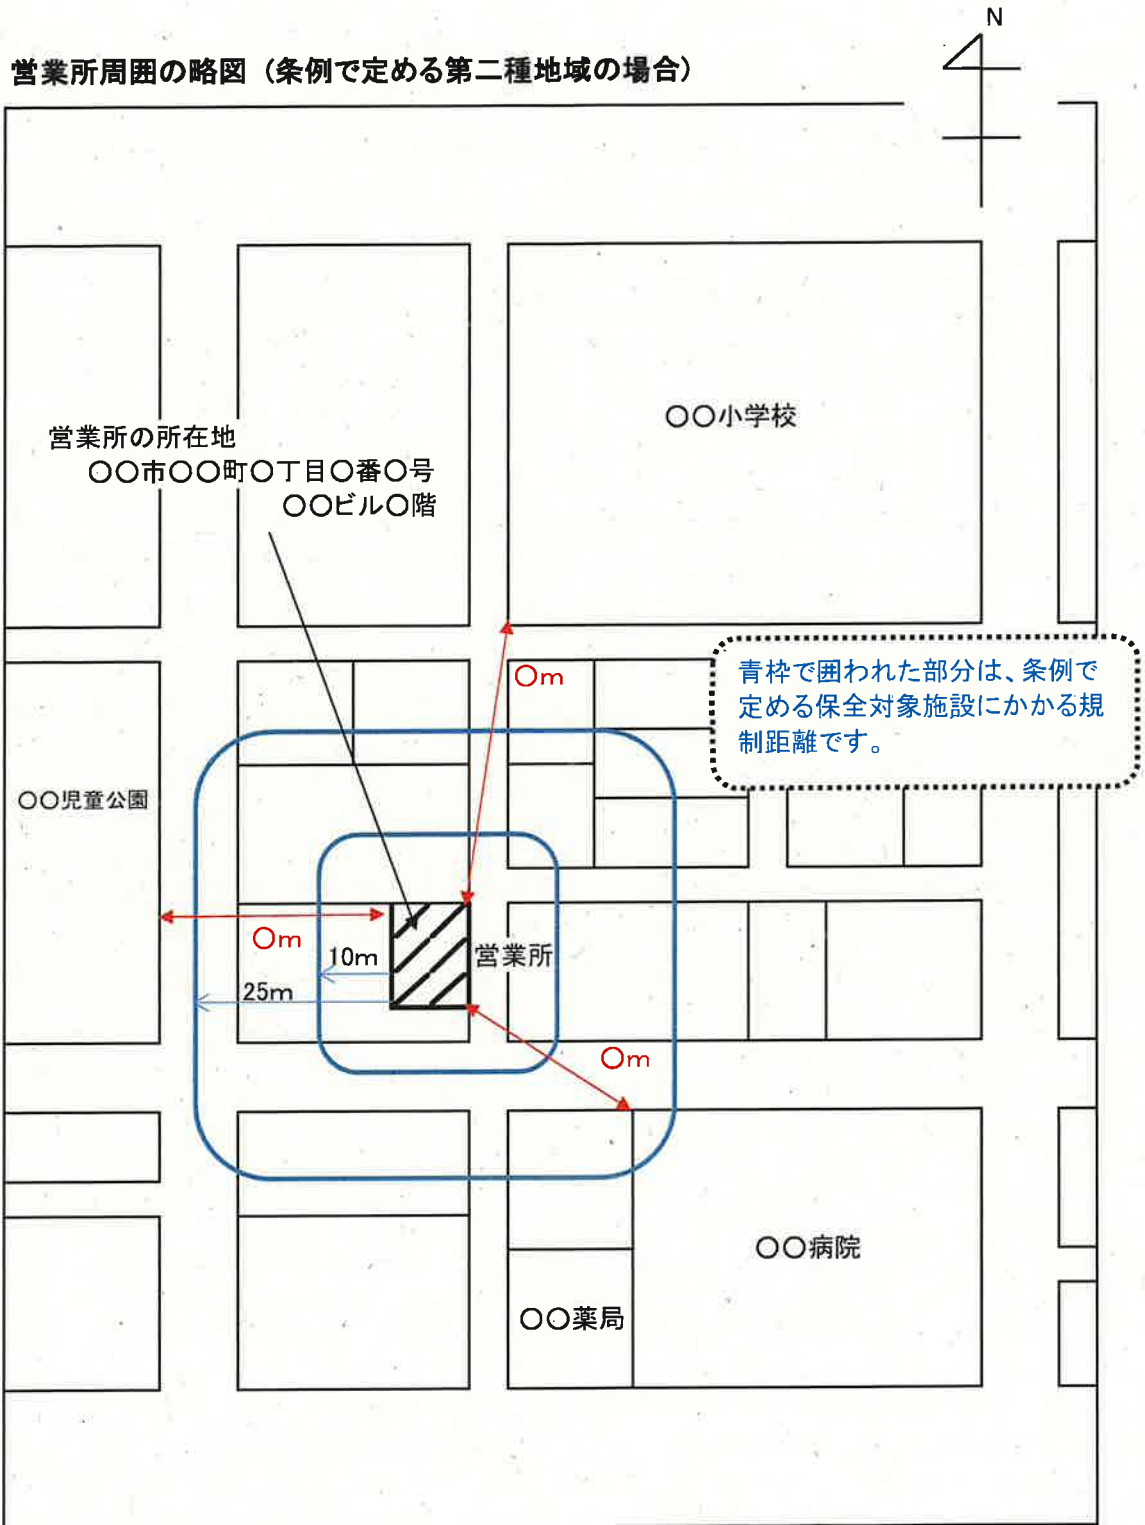 N
営業所周囲の略図（条例で定める第二種地域の場合）
〇〇小学校
営業所の所在地
〇〇市〇〇町〇丁目〇番〇号
〇〇ビル〇階
〇m
青枠で囲われた部分は、条例で
定める保全対象施設にかかる規
制距離です。
〇〇児童公園
〇m
10m
営業所
25m
〇m
〇〇病院
〇〇薬局